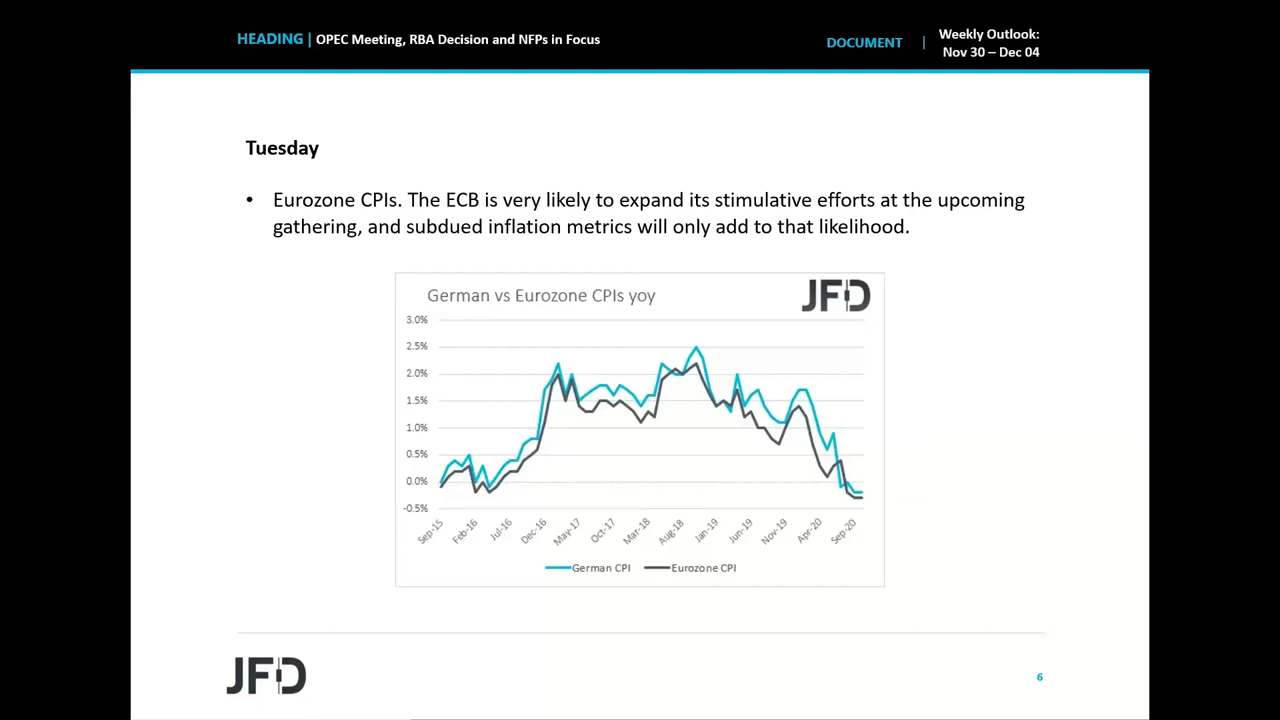 HEADING | OPEC Meeting, RBA Decision and NFPs in Focus
DOCUMENT | Weekly Outlook:
Nov 30 – Dec 04
Tuesday
• Eurozone CPIs. The ECB is very likely to expand its stimulative efforts at the upcoming
gathering, and subdued inflation metrics will only add to that likelihood.
German vs Eurozone CPIs yoy
JFD
3.0%
2.5%
2.0%
1.5%
1.0%
0.5%
0.0%
-0.5%
Sep-15 Feb-16 Jul-16 Dec-16 May-17 Oct-17 Mar-18 Aug-18 Jan-19 Jun-19 Nov-19 Apr-20 Sep-20
German CPI Eurozone CPI
JFD
6